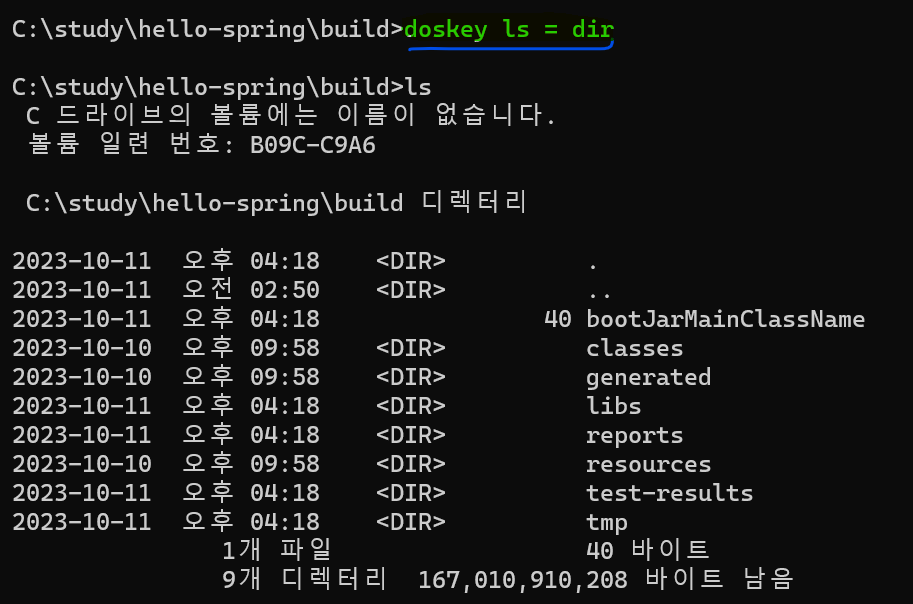 C:\study\hello-spring\build>doskey ls = dir
C:\study\hello-spring\build>ls
C 드라이브의 볼륨에는 이름이 없습니다.
볼륨 일련 번호: B09C-C9A6
C:\study\hello-spring\build 디렉터리
2023-10-11 오후 04:18 <DIR> .
2023-10-11 오전 02:50 <DIR> ..
2023-10-11 오후 04:18 40 bootJarMainClassName
2023-10-10 오후 09:58 <DIR> classes
2023-10-10 오후 09:58 <DIR> generated
2023-10-11 오후 04:18 <DIR> libs
2023-10-11 오후 04:18 <DIR> reports
2023-10-10 오후 09:58 <DIR> resources
2023-10-11 오후 04:18 <DIR> test-results
2023-10-11 오후 04:18 <DIR> tmp
1개 파일 40 바이트
9개 디렉터리 167,010,910,208 바이트 남음